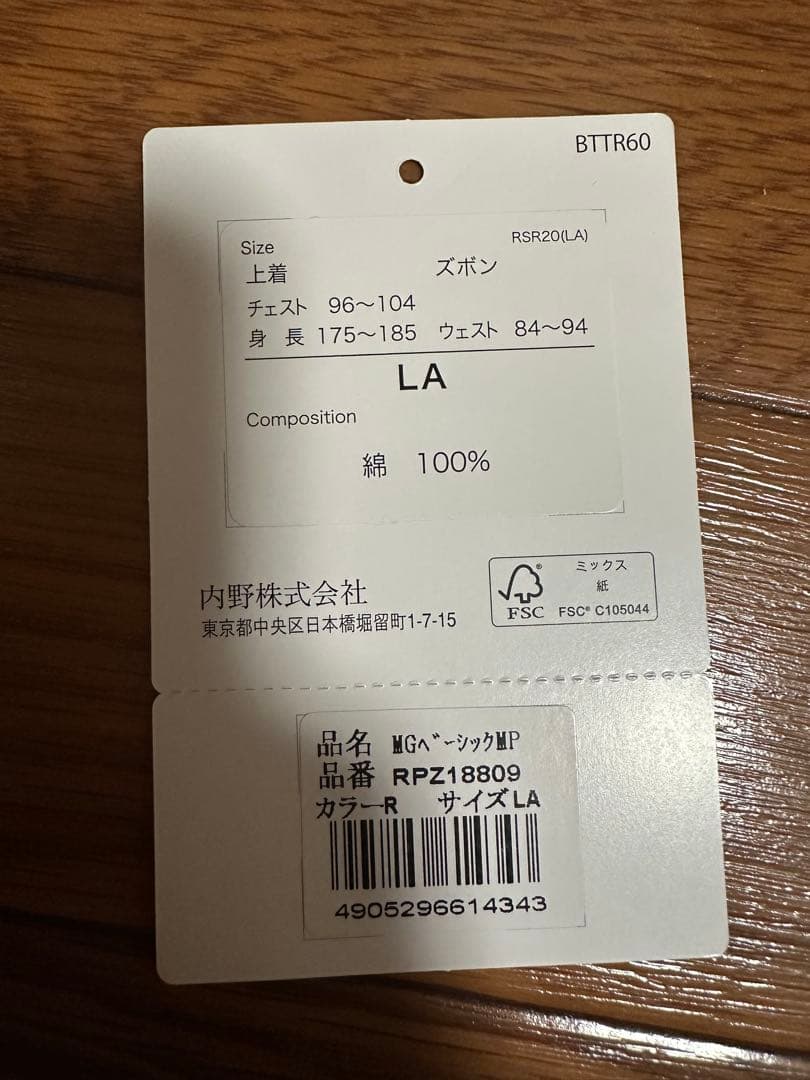 BTTR60
Size RSR20(LA)
上着 ズボン
チェスト 96〜104
身 長 175〜185 ウェスト 84〜94
LA
Composition
綿 100%
内野株式会社
東京都中央区日本橋堀留町1-7-15
FSC®
ミックス
紙
FSC® C105044
品名 MGベーシックMP
品番 RPZ18809
カラーR サイズLA
4905296614343